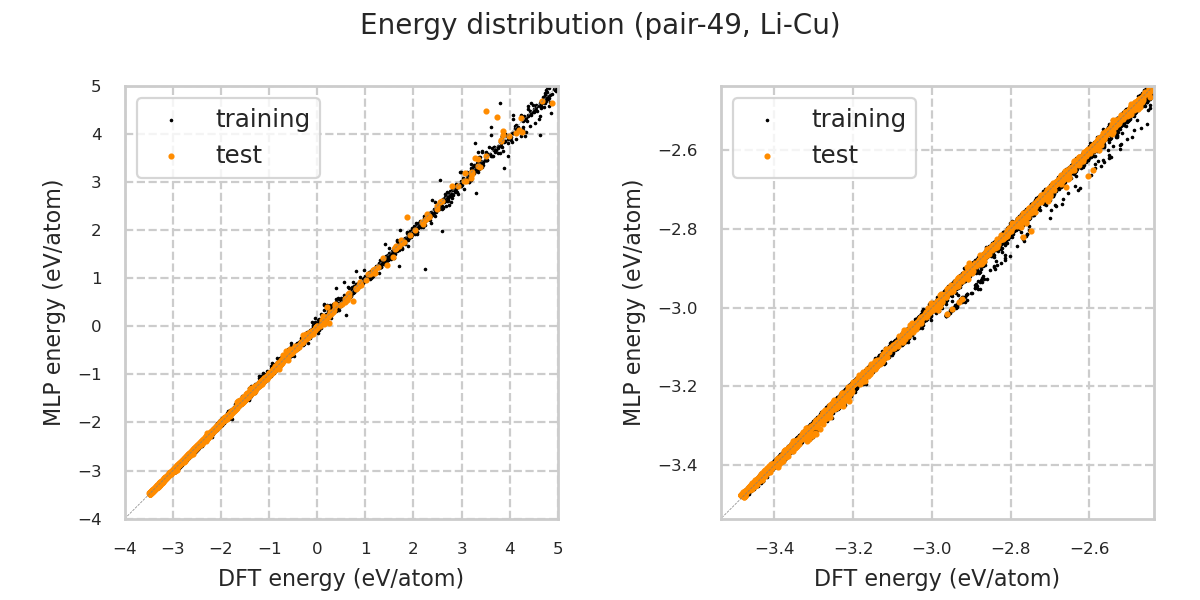 Energy distribution (pair-49, Li-Cu)
5
4
3
2
1
0
−1
−2
−3
−4
MLP energy (eV/atom)
training
test
−4 −3 −2 −1 0 1 2 3 4 5
DFT energy (eV/atom)
−2.6
−2.8
−3.0
−3.2
−3.4
MLP energy (eV/atom)
training
test
−3.4 −3.2 −3.0 −2.8 −2.6
DFT energy (eV/atom)